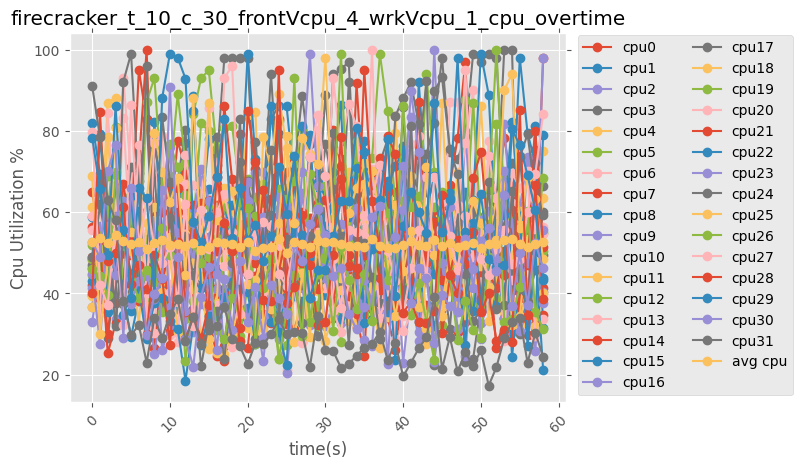 firecracker_t_10_c_30_frontVcpu_4_wrkVcpu_1_cpu_overtime
Cpu Utilization %
100
80
60
40
20
0
10
20
30
40
50
60
time(s)
cpu0
cpu1
cpu2
cpu3
cpu4
cpu5
cpu6
cpu7
cpu8
cpu9
cpu10
cpu11
cpu12
cpu13
cpu14
cpu15
cpu16
cpu17
cpu18
cpu19
cpu20
cpu21
cpu22
cpu23
cpu24
cpu25
cpu26
cpu27
cpu28
cpu29
cpu30
cpu31
avg cpu